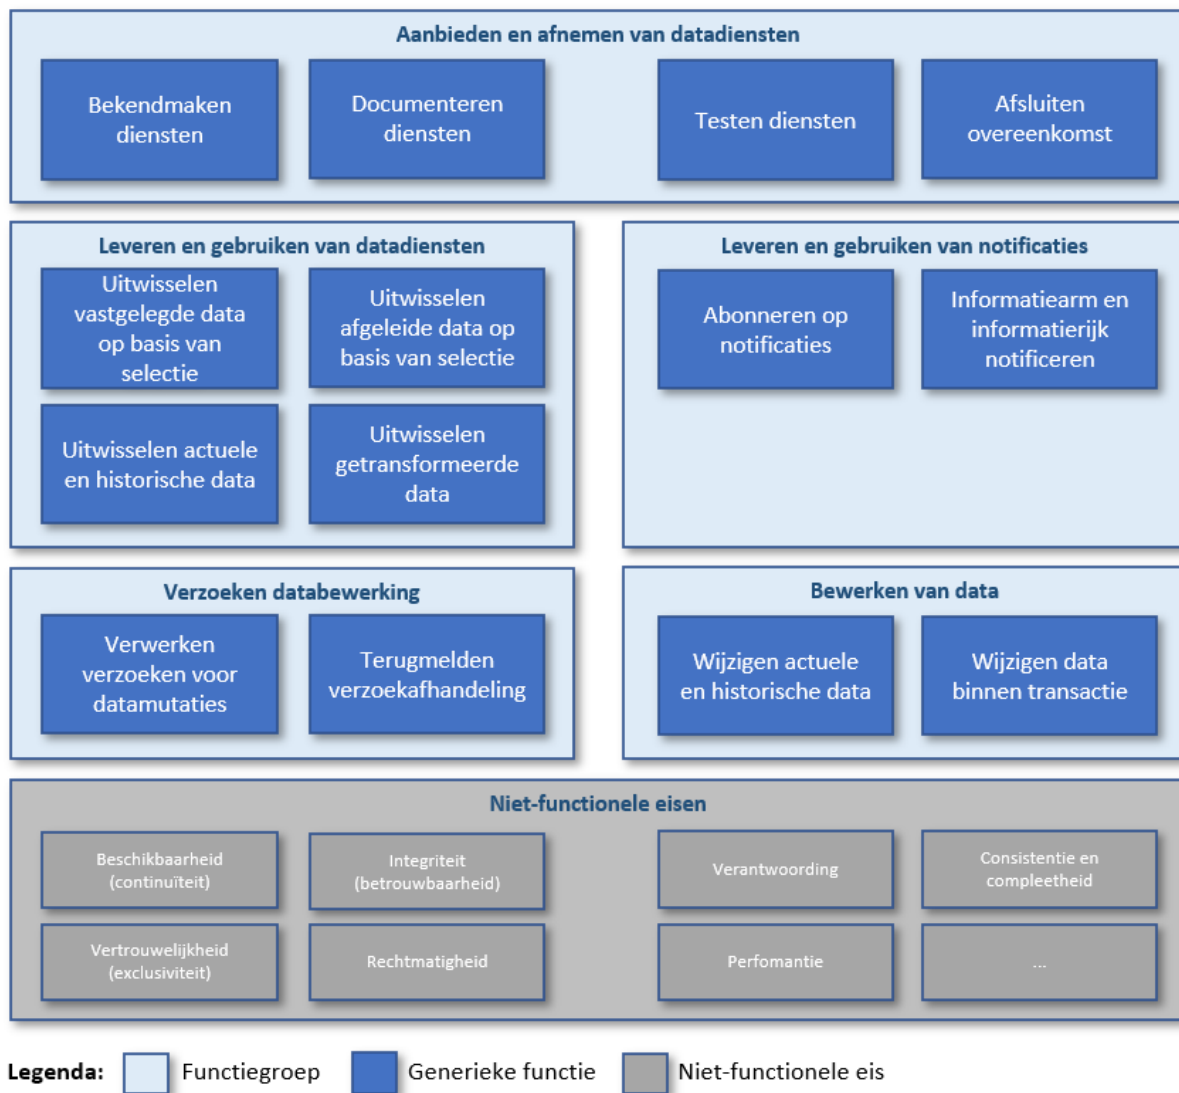 Aanbieden en afnemen van datadiensten
Bekendmaken
diensten
Documenteren
diensten
Testen diensten
Afsluiten
overeenkomst
Leveren en gebruiken van datadiensten
Uitwisselen
vastgelegde data
op basis van
selectie
Uitwisselen
afgeleide data op
basis van selectie
Uitwisselen actuele
en historische data
Uitwisselen
getransformeerde
data
Leveren en gebruiken van notificaties
Abonneren op
notificaties
Informatiearm en
informatierijk
notificeren
Verzoeken databewerking
Verwerken
verzoeken voor
datamutaties
Terugmelden
verzoekafhandeling
Bewerken van data
Wijzigen actuele
en historische data
Wijzigen data
binnen transactie
Niet-functionele eisen
Beschikbaarheid
(continuïteit)
Integriteit
(betrouwbaarheid)
Verantwoording
Consistentie en
compleetheid
Vertrouwelijkheid
(exclusiviteit)
Rechtmatigheid
Perfomantie
...
Legenda: Functiegroep Generieke functie Niet-functionele eis